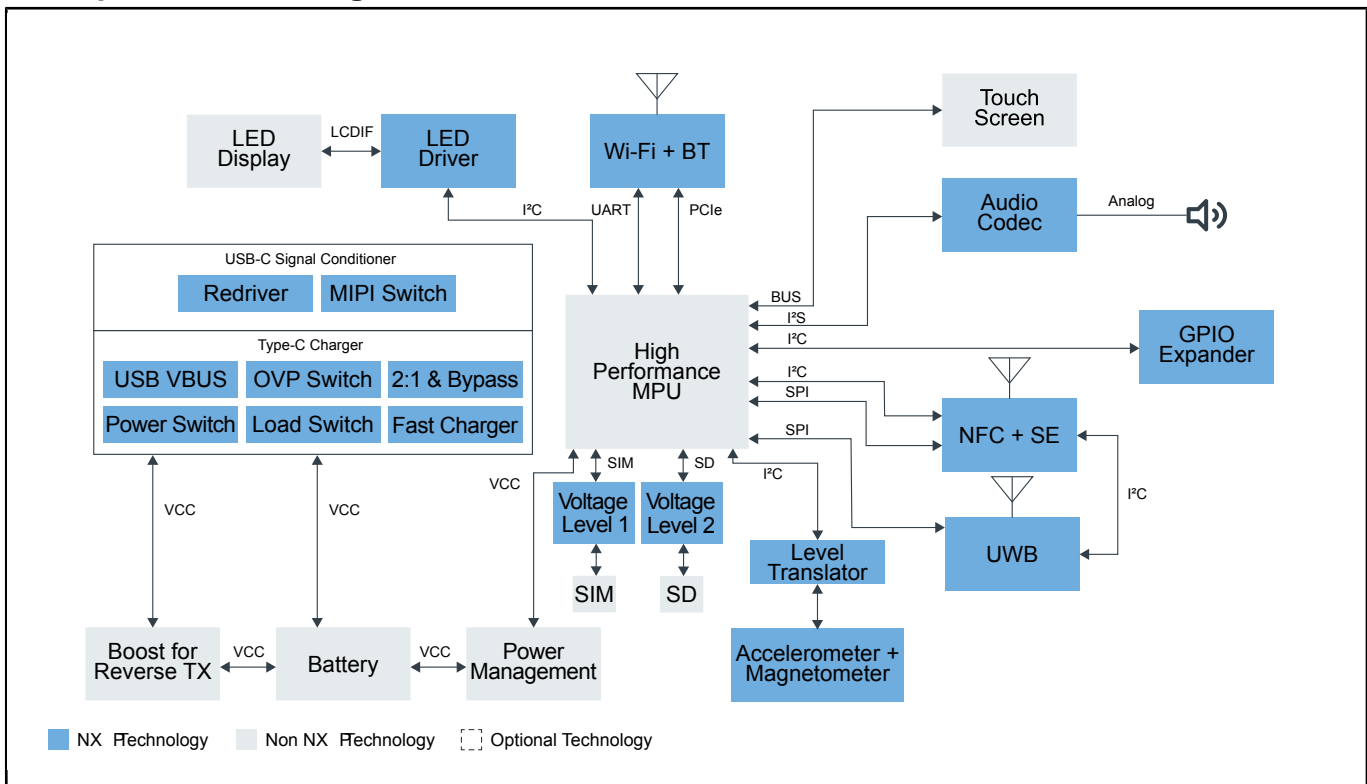 Touch
Screen
LED
Display
LCDIF
LED
Driver
Wi-Fi + BT
Audio
Codec
Analog
I²C
UART
PCIe
USB-C Signal Conditioner
Redriver
MIPI Switch
Type-C Charger
USB VBUS
OVP Switch
2:1 & Bypass
Power Switch
Load Switch
Fast Charger
High
Performance
MPU
BUS
I²S
I²C
GPIO
Expander
I²C
SPI
NFC + SE
SPI
I²C
UWB
VCC
VCC
VCC
SIM
SD
I²C
Voltage
Level 1
Voltage
Level 2
SIM
SD
Level
Translator
Accelerometer +
Magnetometer
Boost for
Reverse TX
VCC
Battery
VCC
Power
Management
NX PTechnology
Non NX PTechnology
Optional Technology